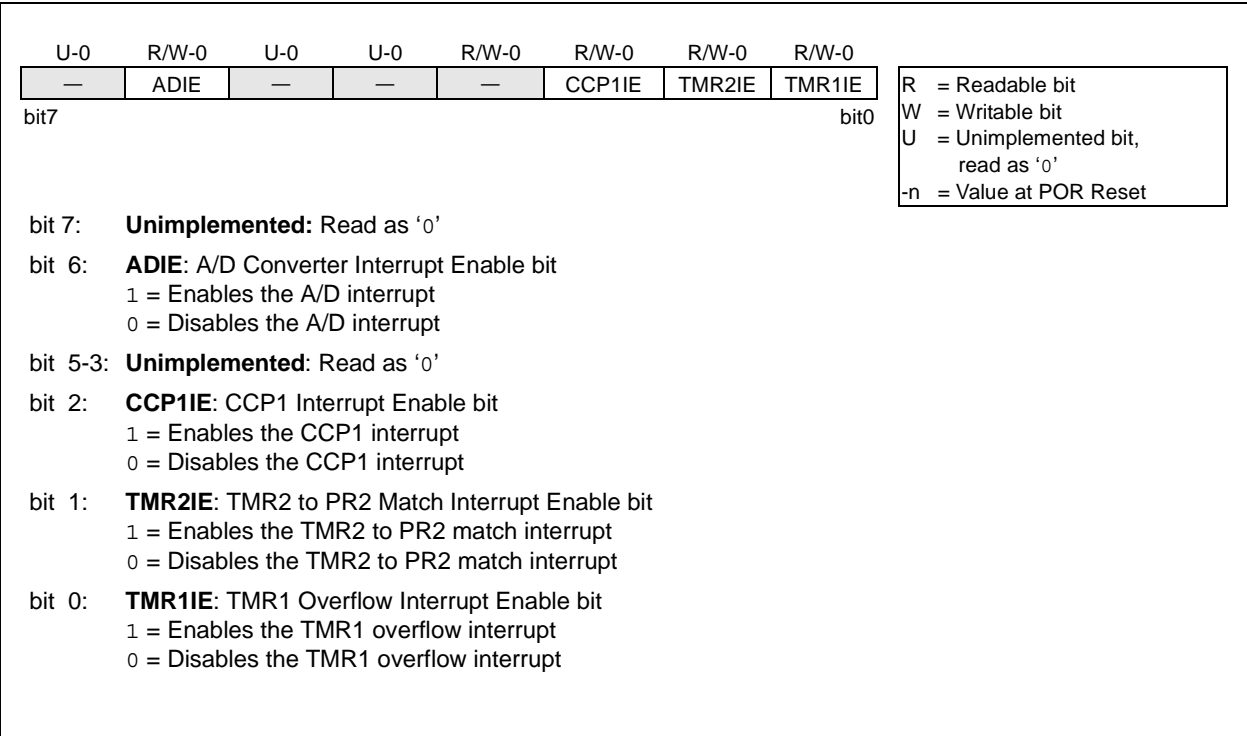 U-0 R/W-0 U-0 U-0 R/W-0 R/W-0 R/W-0 R/W-0
— ADIE — — — CCP1IE TMR2IE TMR1IE
bit7 bit0
R = Readable bit
W = Writable bit
U = Unimplemented bit,
read as ‘0’
-n = Value at POR Reset
bit 7: Unimplemented: Read as ‘0’
bit 6: ADIE: A/D Converter Interrupt Enable bit
1 = Enables the A/D interrupt
0 = Disables the A/D interrupt
bit 5-3: Unimplemented: Read as ‘0’
bit 2: CCP1IE: CCP1 Interrupt Enable bit
1 = Enables the CCP1 interrupt
0 = Disables the CCP1 interrupt
bit 1: TMR2IE: TMR2 to PR2 Match Interrupt Enable bit
1 = Enables the TMR2 to PR2 match interrupt
0 = Disables the TMR2 to PR2 match interrupt
bit 0: TMR1IE: TMR1 Overflow Interrupt Enable bit
1 = Enables the TMR1 overflow interrupt
0 = Disables the TMR1 overflow interrupt